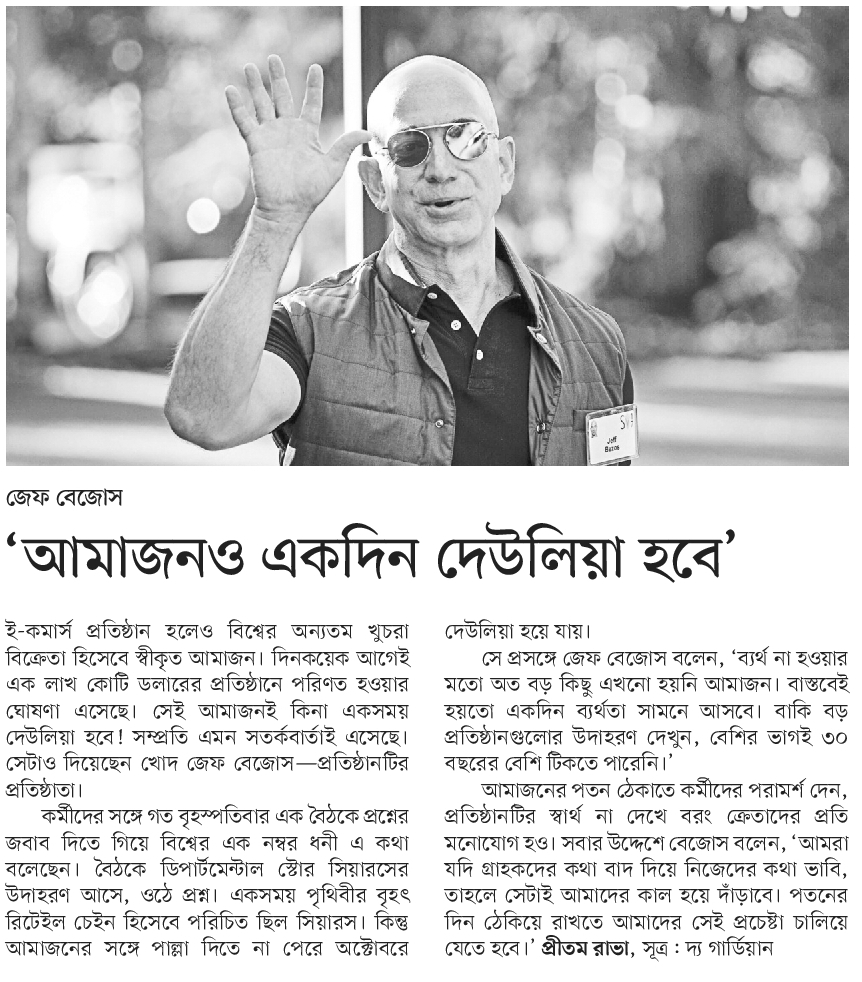 Jeff
Bezos
জেফ বেজোস
‘আমাজনও একদিন দেউলিয়া হবে’
ই-কমার্স প্রতিষ্ঠান হলেও বিশ্বের অন্যতম খুচরা
বিক্রেতা হিসেবে স্বীকৃত আমাজন। দিনকয়েক আগেই
এক লাখ কোটি ডলারের প্রতিষ্ঠানে পরিণত হওয়ার
ঘোষণা এসেছে। সেই আমাজনই কিনা একসময়
দেউলিয়া হবে! সম্প্রতি এমন সতর্কবার্তাই এসেছে।
সেটাও দিয়েছেন খোদ জেফ বেজোস—প্রতিষ্ঠানটির
প্রতিষ্ঠাতা।
কর্মীদের সঙ্গে গত বৃহস্পতিবার এক বৈঠকে প্রশ্নের
জবাব দিতে গিয়ে বিশ্বের এক নম্বর ধনী এ কথা
বলেছেন। বৈঠকে ডিপার্টমেন্টাল স্টোর সিয়ারসের
উদাহরণ আসে, ওঠে প্রশ্ন। একসময় পৃথিবীর বৃহৎ
রিটেইল চেইন হিসেবে পরিচিত ছিল সিয়ারস। কিন্তু
আমাজনের সঙ্গে পাল্লা দিতে না পেরে অক্টোবরে
দেউলিয়া হয়ে যায়।
সে প্রসঙ্গে জেফ বেজোস বলেন, ‘ব্যর্থ না হওয়ার
মতো অত বড় কিছু এখনো হয়নি আমাজন। বাস্তবেই
হয়তো একদিন ব্যর্থতা সামনে আসবে। বাকি বড়
প্রতিষ্ঠানগুলোর উদাহরণ দেখুন, বেশির ভাগই ৩০
বছরের বেশি টিকতে পারেনি।’
আমাজনের পতন ঠেকাতে কর্মীদের পরামর্শ দেন,
প্রতিষ্ঠানটির স্বার্থ না দেখে বরং ক্রেতাদের প্রতি
মনোযোগ হও। সবার উদ্দেশে বেজোস বলেন, ‘আমরা
যদি গ্রাহকদের কথা বাদ দিয়ে নিজেদের কথা ভাবি,
তাহলে সেটাই আমাদের কাল হয়ে দাঁড়াবে। পতনের
দিন ঠেকিয়ে রাখতে আমাদের সেই প্রচেষ্টা চালিয়ে
যেতে হবে।’ প্রীতম রাভা, সূত্র : দ্য গার্ডিয়ান